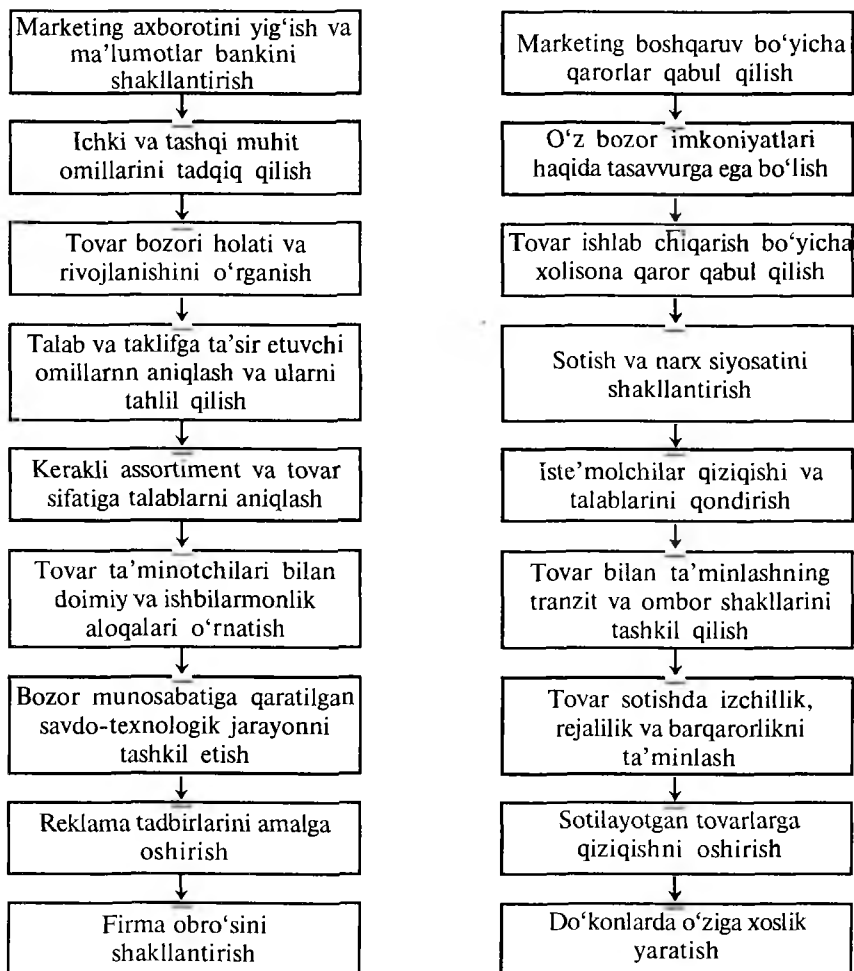 Marketing axborotini yig‘ish va
ma’lumotlar bankini
shakllantirish
Ichki va tashqi muhit
omillarini tadqiq qilish
Tovar bozori holati va
rivojlanishini o‘rganish
Talab va taklifga ta’sir etuvchi
omillarnn aniqlash va ularni
tahlil qilish
Kerakli assortiment va tovar
sifatiga talablarni aniqlash
Tovar ta’minotchilari bilan
doimiy va ishbilarmonlik
aloqalari o‘rnatish
Bozor munosabatiga qaratilgan
savdo-texnologik jarayonni
tashkil etish
Reklama tadbirlarini amalga
oshirish
Firma obro‘sini
shakllantirish
Marketing boshqaruv bo‘yicha
qarorlar qabul qilish
O‘z bozor imkoniyatlari
haqida tasavvurga ega bo‘lish
Tovar ishlab chiqarish bo‘yicha
xolisona qaror qabul qilish
Sotish va narx siyosatini
shakllantirish
Iste’molchilar qiziqishi va
talablarini qondirish
Tovar bilan ta’minlashning
tranzit va ombor shakllarini
tashkil qilish
Tovar sotishda izchillik,
rejalilik va barqarorlikni
ta’minlash
Sotilayotgan tovarlarga
qiziqishni oshirish
Do‘konlarda o‘ziga xoslik
yaratish